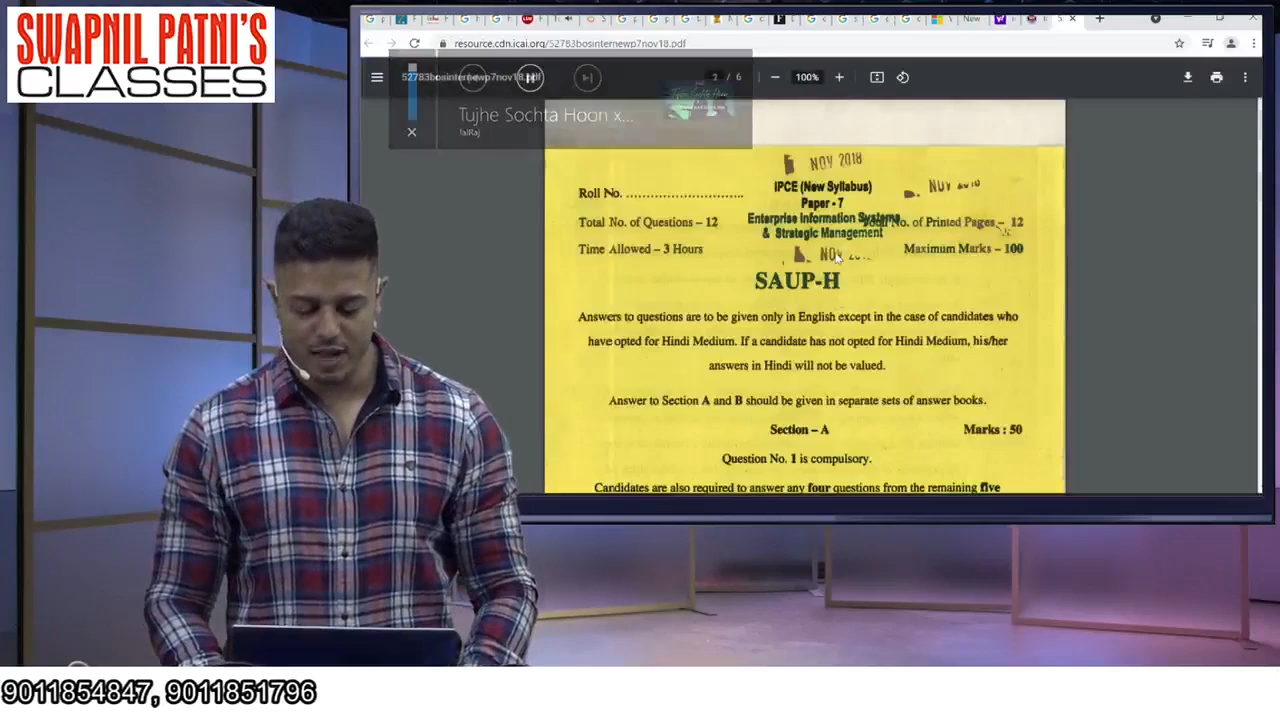 SWAPNIL PATNI'S
CLASSES
resource.cdn.icai.org/52783bosinternewp7nov18.pdf
52783bosinternewp7nov18.pdf
/ 6
100%
Tujhe Sochta Hoon x...
JalRaj
NOV 2018
Roll No. ..............................
IPCE (New Syllabus)
Paper - 7
Total No. of Questions – 12
Enterprise Information Systems
& Strategic Management
No. of Printed Pages – 12
Time Allowed – 3 Hours
Maximum Marks – 100
NOV
SAUP-H
Answers to questions are to be given only in English except in the case of candidates who
have opted for Hindi Medium. If a candidate has not opted for Hindi Medium, his/her
answers in Hindi will not be valued.
Answer to Section A and B should be given in separate sets of answer books.
Section – A
Marks : 50
Question No. 1 is compulsory.
Candidates are also required to answer any four questions from the remaining five
9011854847, 9011851796